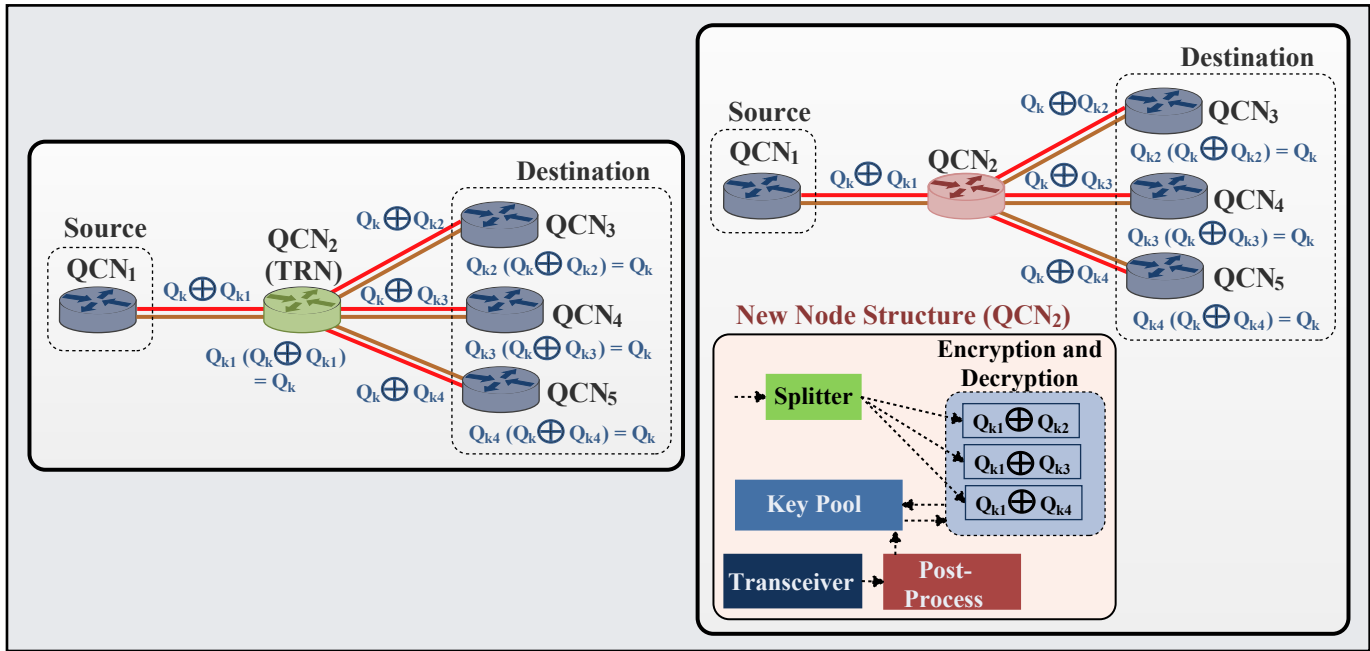 Source
QCN1
Qk ⊕ Qk1
QCN2
(TRN)
Qk1 (Qk ⊕ Qk1)
= Qk
Destination
Qk ⊕ Qk2
QCN3
Qk2 (Qk ⊕ Qk2) = Qk
Qk ⊕ Qk3
QCN4
Qk3 (Qk ⊕ Qk3) = Qk
Qk ⊕ Qk4
QCN5
Qk4 (Qk ⊕ Qk4) = Qk
Destination
Source
QCN1
Qk ⊕ Qk1
QCN2
Qk ⊕ Qk2
QCN3
Qk2 (Qk ⊕ Qk2) = Qk
Qk ⊕ Qk3
QCN4
Qk3 (Qk ⊕ Qk3) = Qk
Qk ⊕ Qk4
QCN5
Qk4 (Qk ⊕ Qk4) = Qk
New Node Structure (QCN2)
Encryption and
Decryption
Splitter
Qk1 ⊕ Qk2
Qk1 ⊕ Qk3
Qk1 ⊕ Qk4
Key Pool
Transceiver
Post-
Process